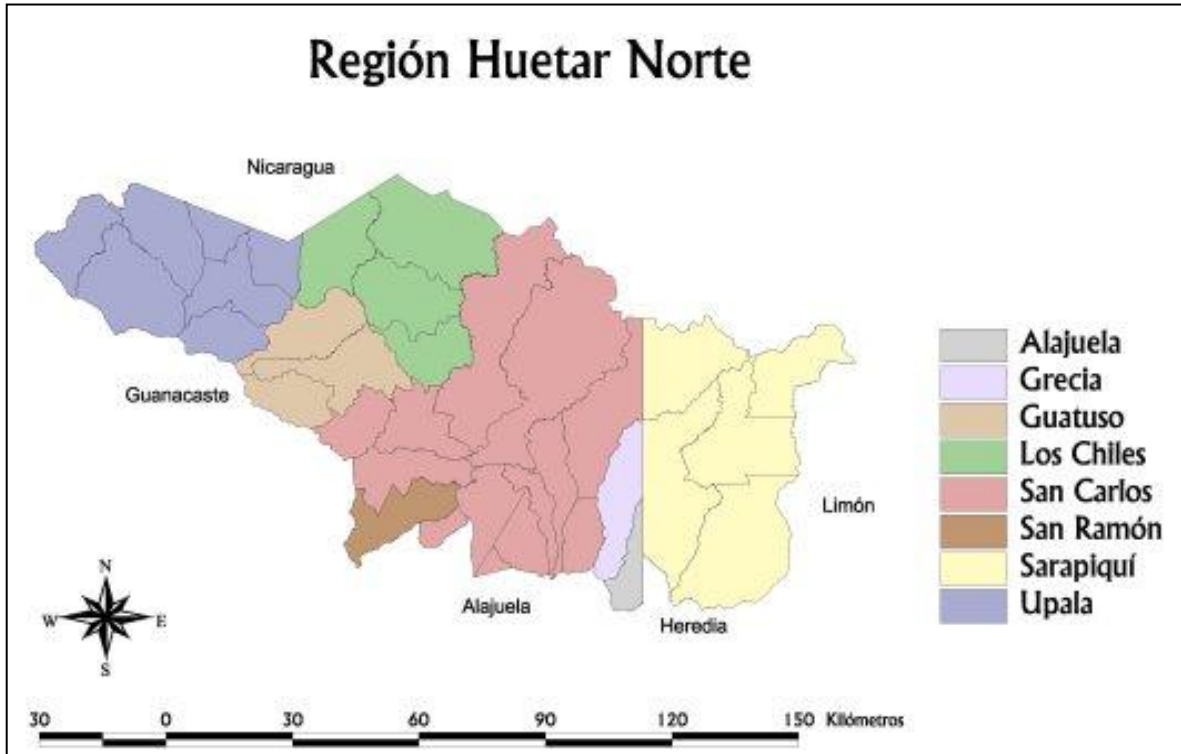 Región Huetar Norte
Nicaragua
Guanacaste
Limón
Alajuela
Heredia
Alajuela
Grecia
Guatuso
Los Chiles
San Carlos
San Ramón
Sarapiquí
Upala
N
W E
S
30 0 30 60 90 120 150 Kilómetros